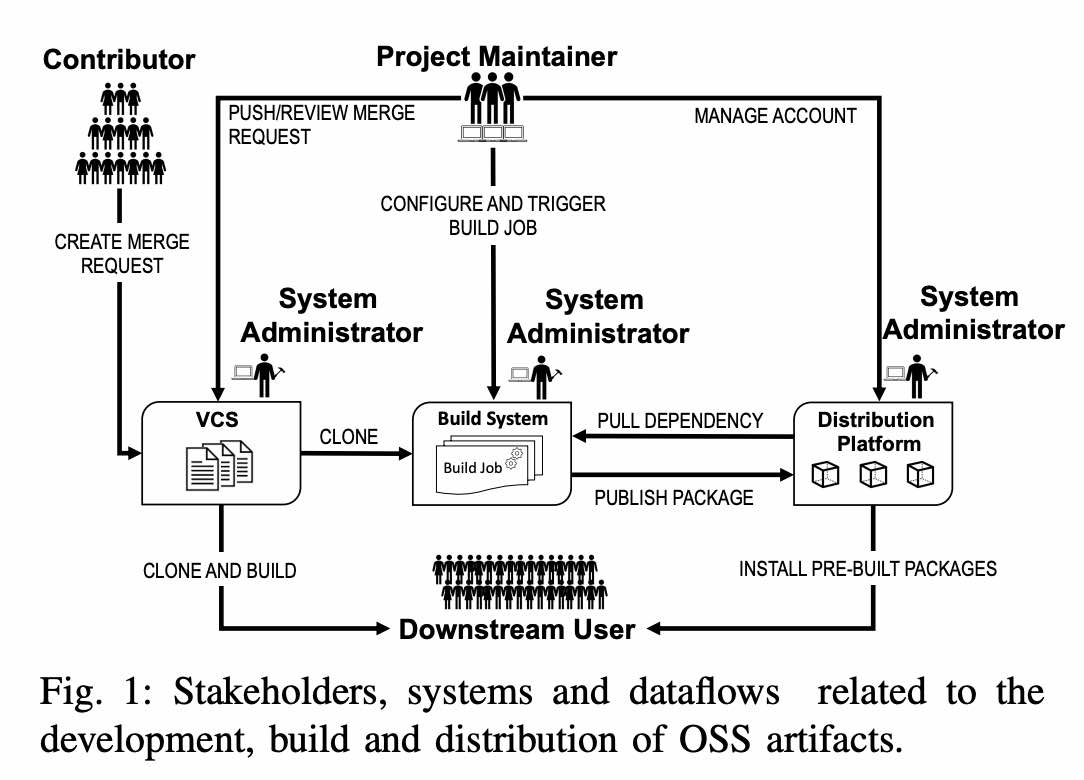 Contributor
Project Maintainer
PUSH/REVIEW MERGE
REQUEST
MANAGE ACCOUNT
CONFIGURE AND TRIGGER
BUILD JOB
CREATE MERGE
REQUEST
System
Administrator
System
Administrator
System
Administrator
VCS
CLONE
Build System
Build Job
PULL DEPENDENCY
PUBLISH PACKAGE
Distribution
Platform
CLONE AND BUILD
INSTALL PRE-BUILT PACKAGES
Downstream User
Fig. 1: Stakeholders, systems and dataflows related to the
development, build and distribution of OSS artifacts.